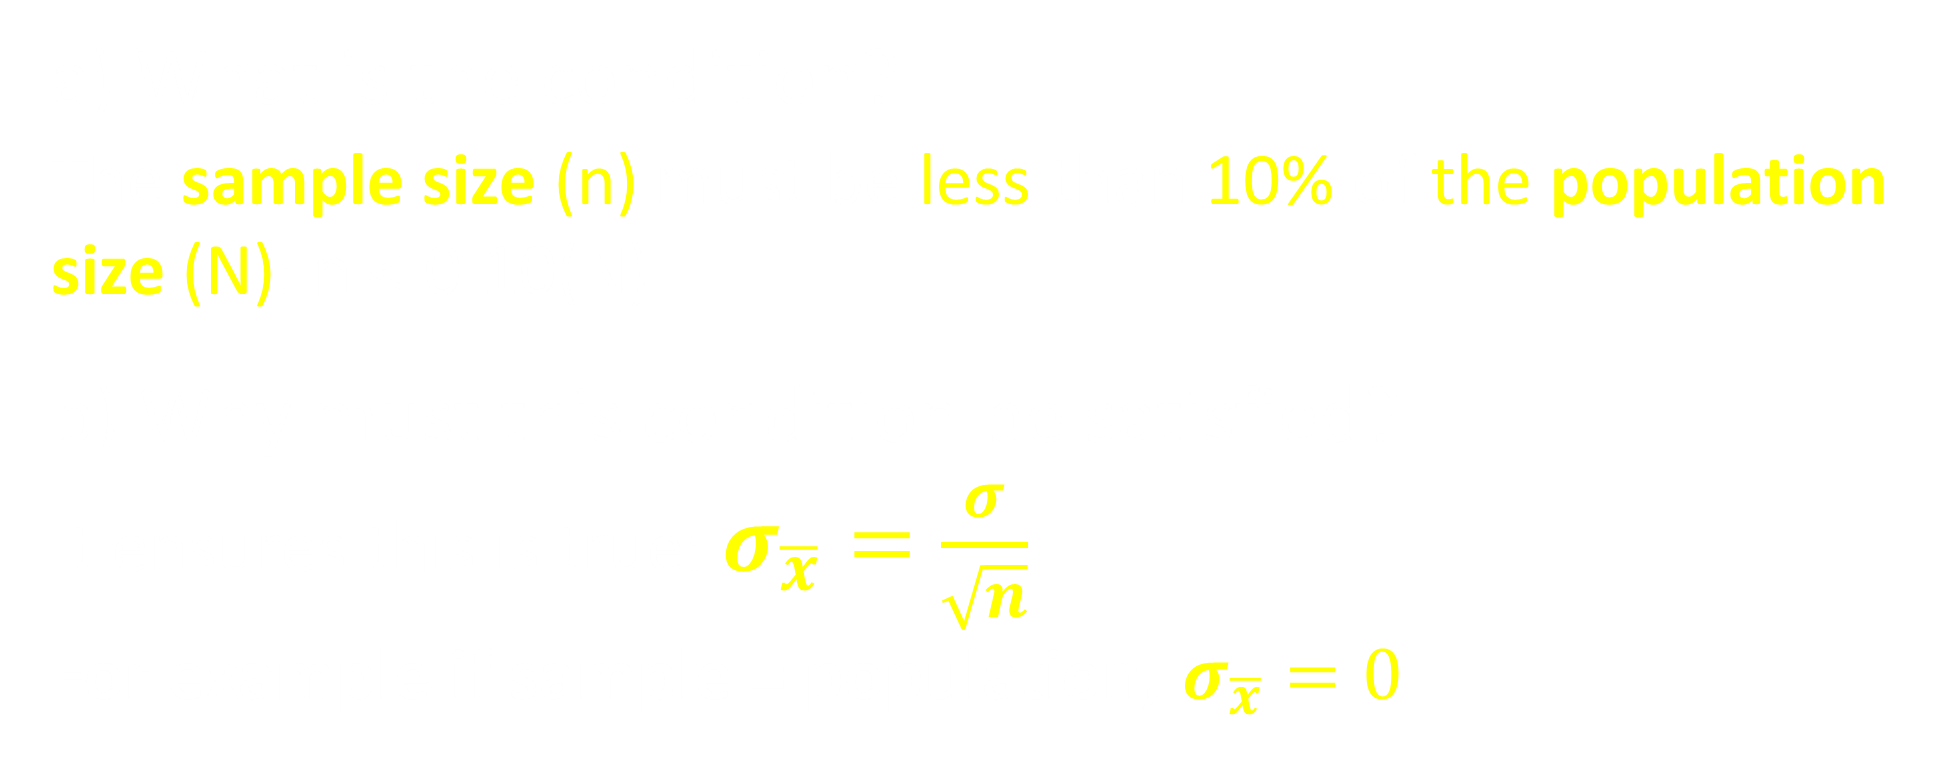 sample size (n) less 10% the population
size (N)
σx̄ = σ/√n
σx̄ = 0